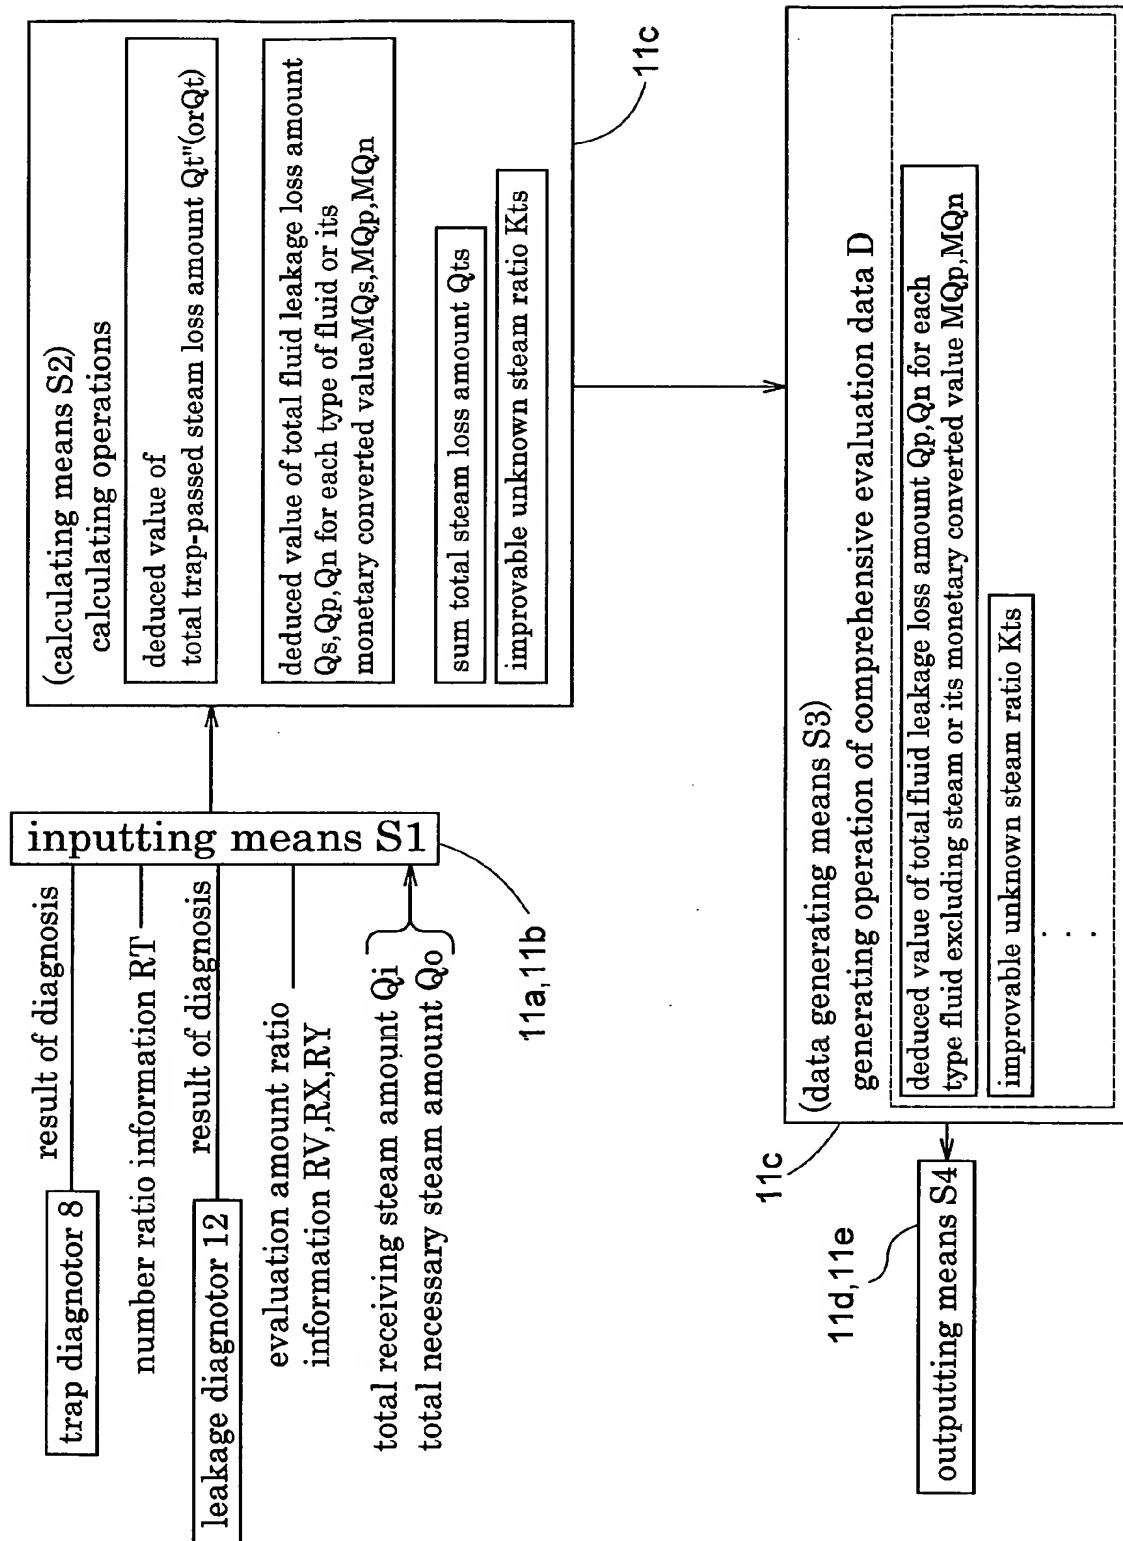 trap diagnotor 8
result of diagnosis
number ratio information RT
leakage diagnotor 12
result of diagnosis
evaluation amount ratio
information RV,RX,RY
total receiving steam amount Qi
total necessary steam amount Qo
inputting means S1
11a,11b
(calculating means S2)
calculating operations
deduced value of
total trap-passed steam loss amount Qt"(orQt)
deduced value of total fluid leakage loss amount
Qs,Qp,Qn for each type of fluid or its
monetary converted valueMQs,MQp,MQn
sum total steam loss amount Qts
improvable unknown steam ratio Kts
11c
(data generating means S3)
generating operation of comprehensive evaluation data D
deduced value of total fluid leakage loss amount Qp,Qn for each
type fluid excluding steam or its monetary converted value MQp,MQn
improvable unknown steam ratio Kts
. . .
11c
outputting means S4
11d,11e